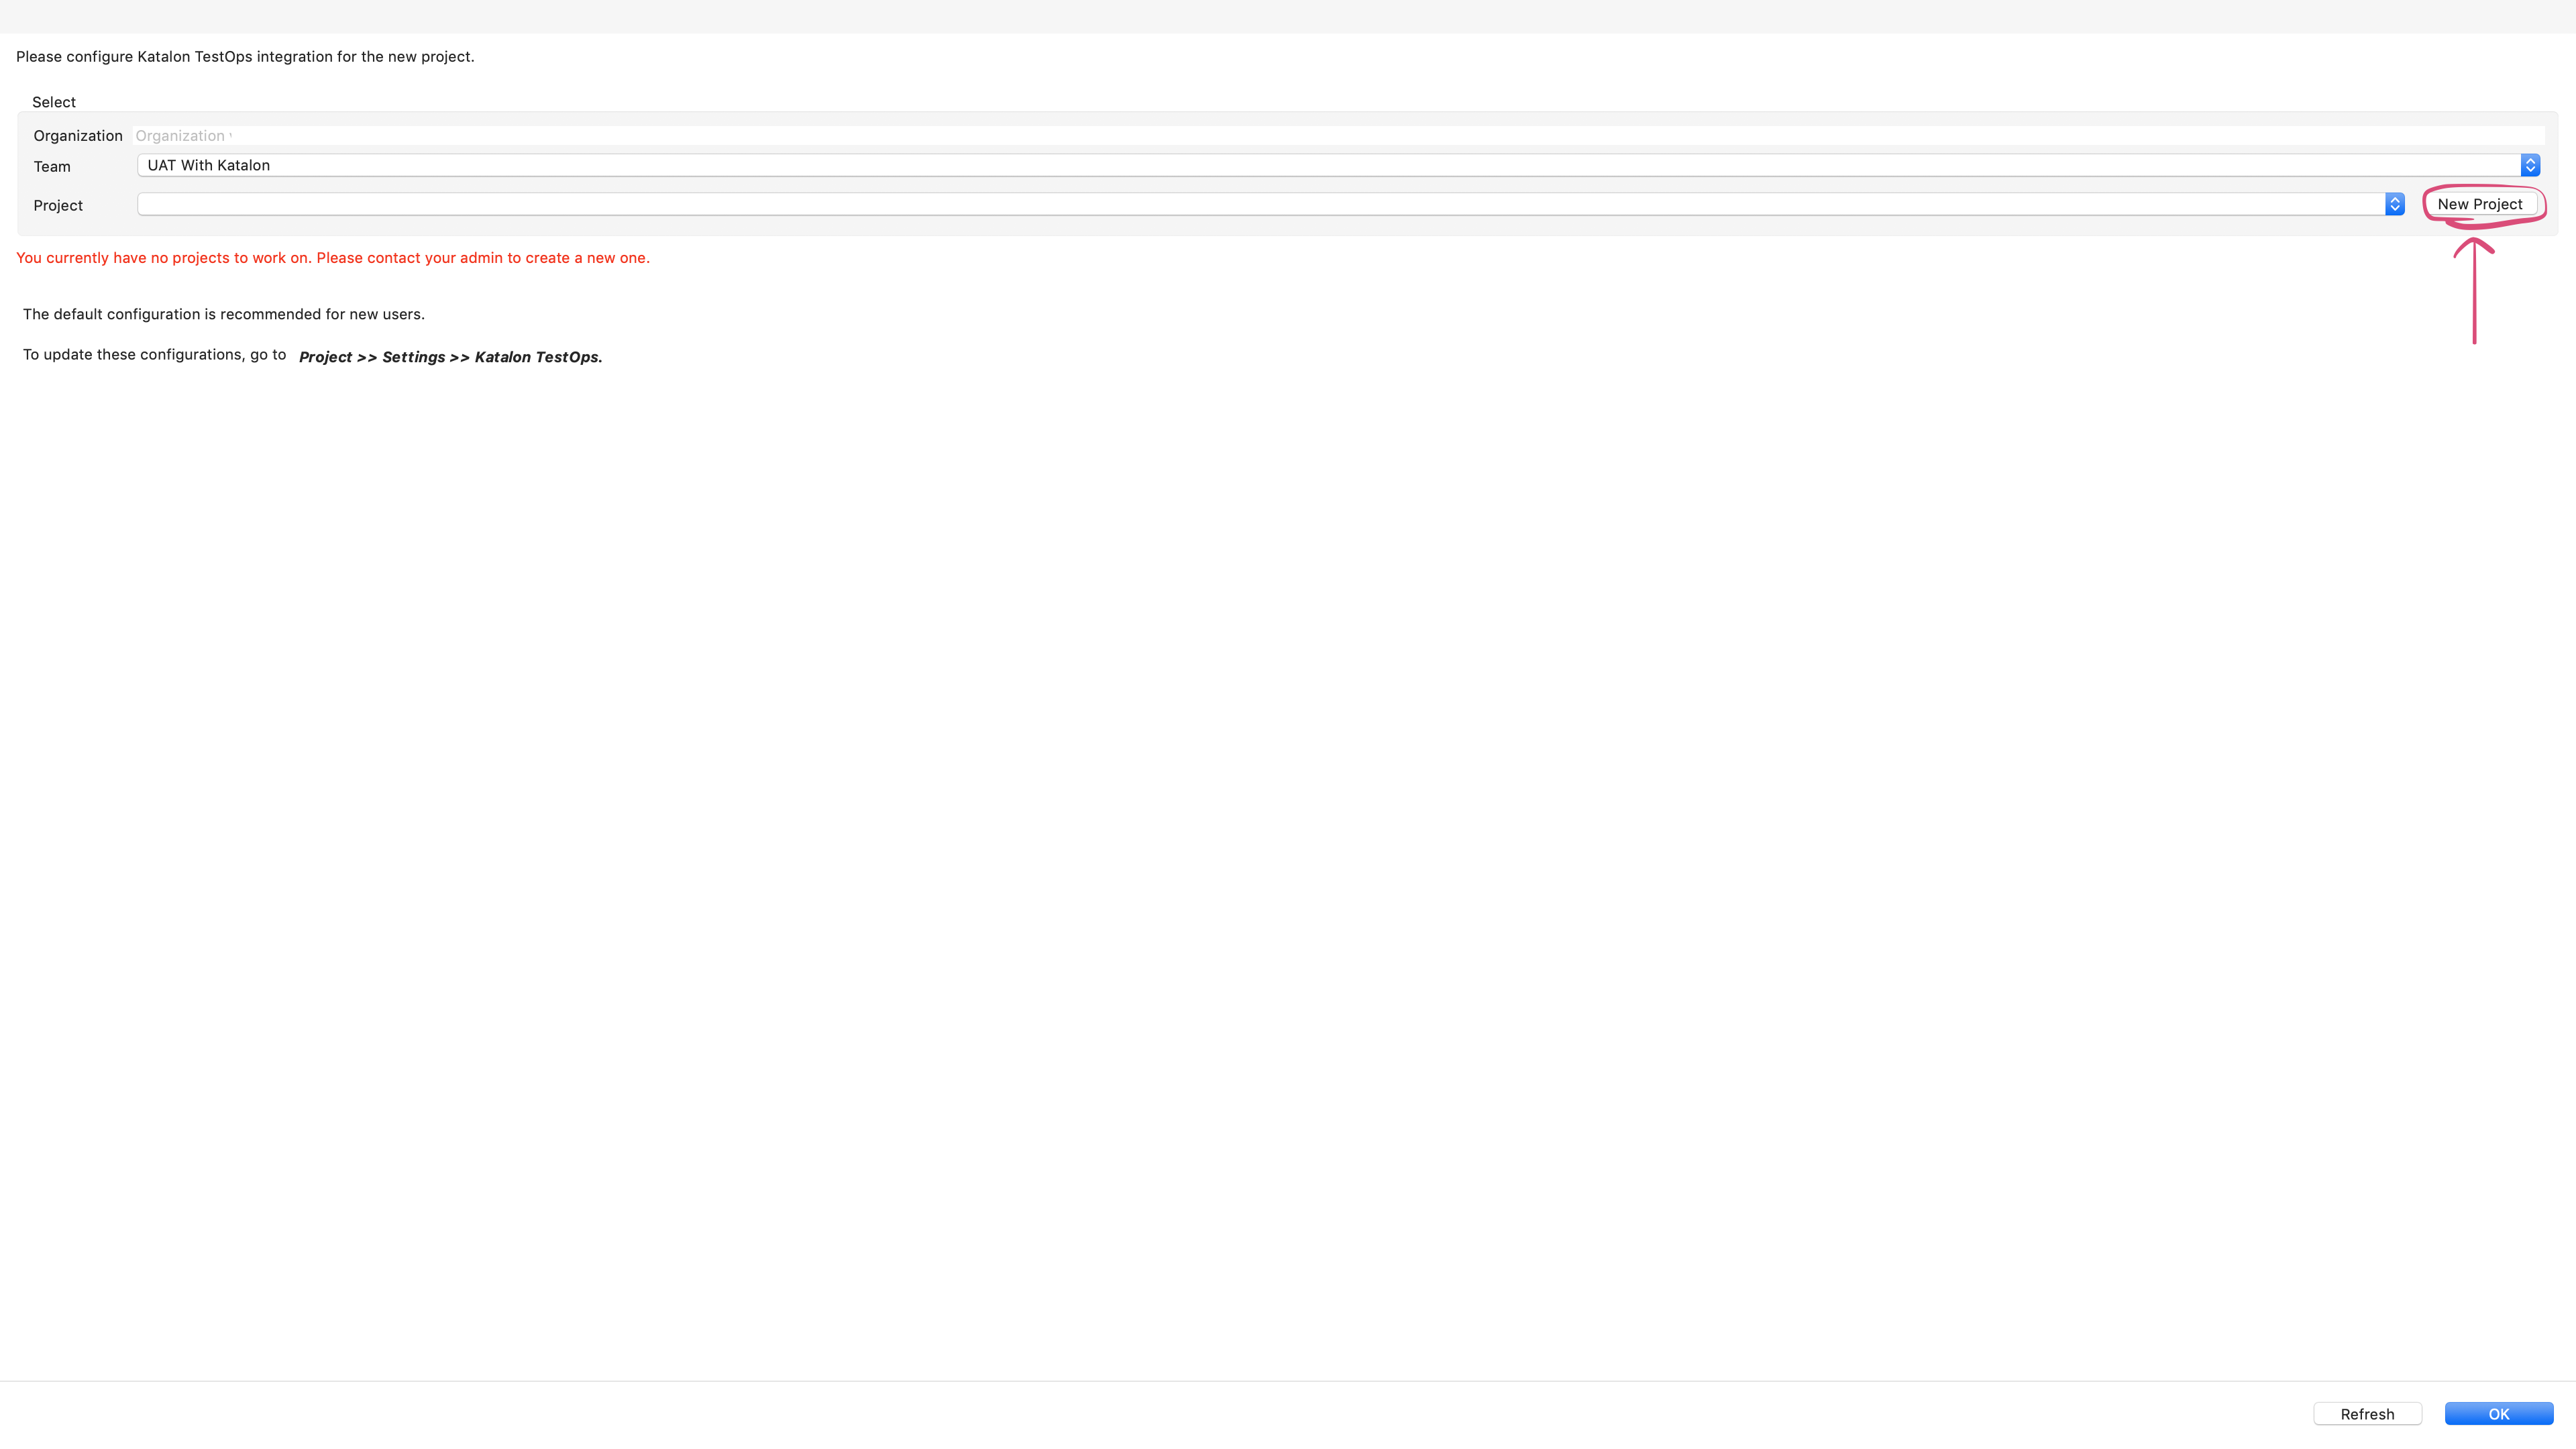 Please configure Katalon TestOps integration for the new project.
Select
Organization Organization
Team UAT With Katalon
Project New Project
You currently have no projects to work on. Please contact your admin to create a new one.
The default configuration is recommended for new users.
To update these configurations, go to Project >> Settings >> Katalon TestOps.
Refresh OK